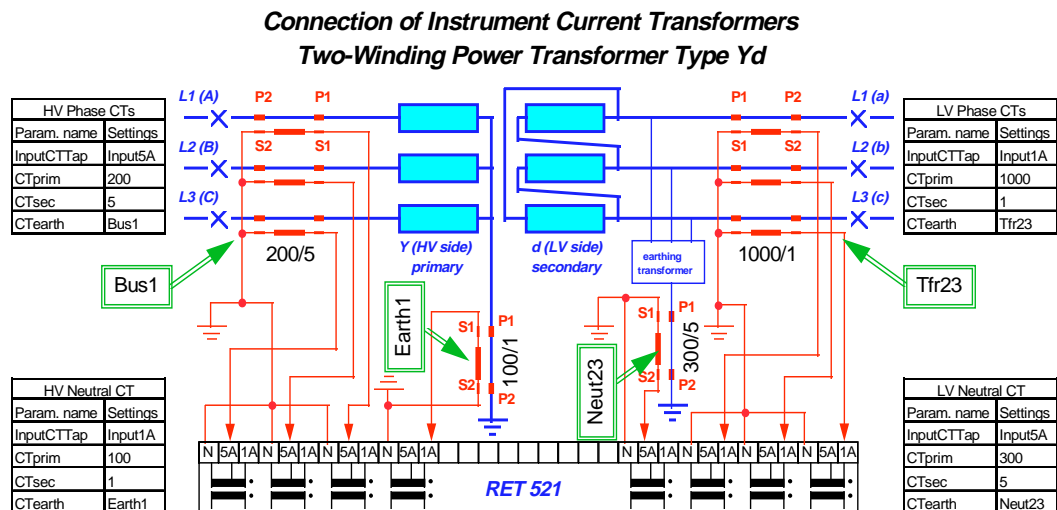 Connection of Instrument Current Transformers
Two-Winding Power Transformer Type Yd
HV Phase CTs
Param. name Settings
InputCTTap Input5A
CTprim 200
CTsec 5
CTearth Bus1
L1 (A) P2 P1
S2 S1
L2 (B)
L3 (C)
200/5
Y (HV side)
primary
d (LV side)
secondary
earthing
transformer
P1 P2 L1 (a)
S1 S2
L2 (b)
L3 (c)
1000/1
LV Phase CTs
Param. name Settings
InputCTTap Input1A
CTprim 1000
CTsec 1
CTearth Tfr23
Bus1
Earth1
S1 P1
100/1
S2 P2
Neut23
S1 P1
300/5
S2 P2
Tfr23
HV Neutral CT
Param. name Settings
InputCTTap Input1A
CTprim 100
CTsec 1
CTearth Earth1
LV Neutral CT
Param. name Settings
InputCTTap Input5A
CTprim 300
CTsec 5
CTearth Neut23
N 5A 1A N 5A 1A N 5A 1A N 5A 1A N 5A 1A N 5A 1A N 5A 1A N 5A 1A
RET 521